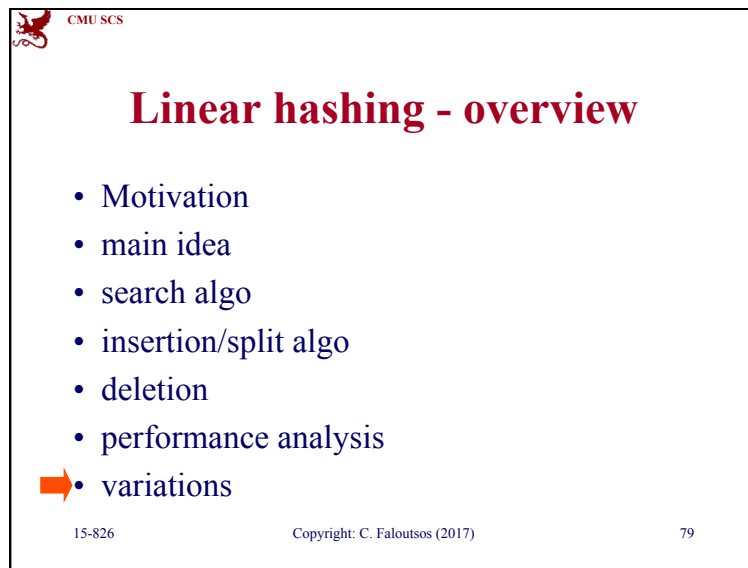 CMU SCS
Linear hashing - overview
• Motivation
• main idea
• search algo
• insertion/split algo
• deletion
• performance analysis
• variations
15-826 Copyright: C. Faloutsos (2017) 79